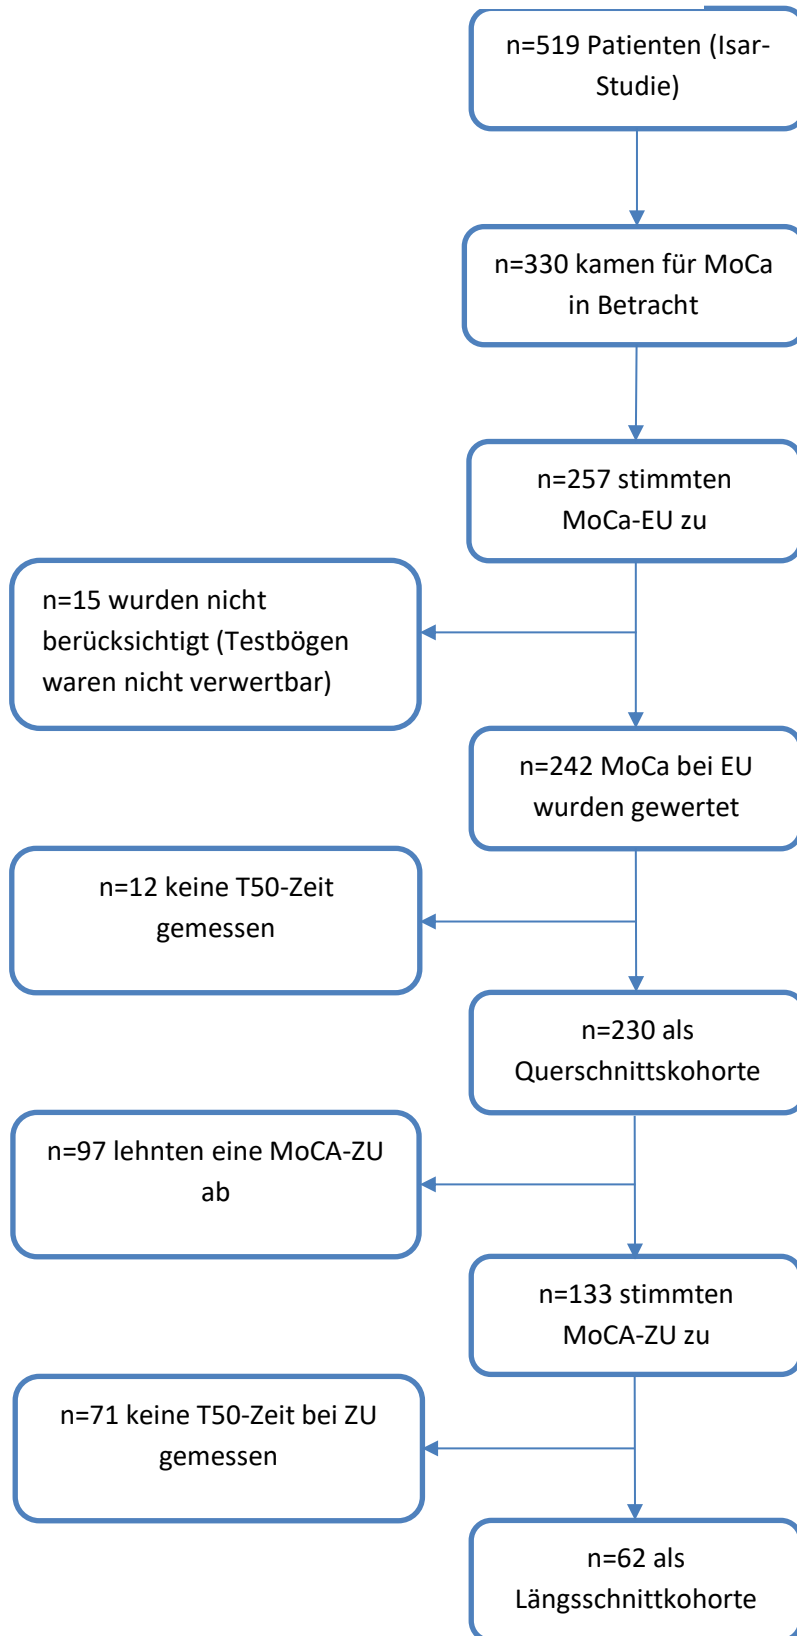 n=519 Patienten (Isar-
Studie)
n=330 kamen für MoCa
in Betracht
n=257 stimmten
MoCa-EU zu
n=15 wurden nicht
berücksichtigt (Testbögen
waren nicht verwertbar)
n=242 MoCa bei EU
wurden gewertet
n=12 keine T50-Zeit
gemessen
n=230 als
Querschnittskohorte
n=97 lehnten eine MoCA-ZU
ab
n=133 stimmten
MoCA-ZU zu
n=71 keine T50-Zeit bei ZU
gemessen
n=62 als
Längsschnittkohorte